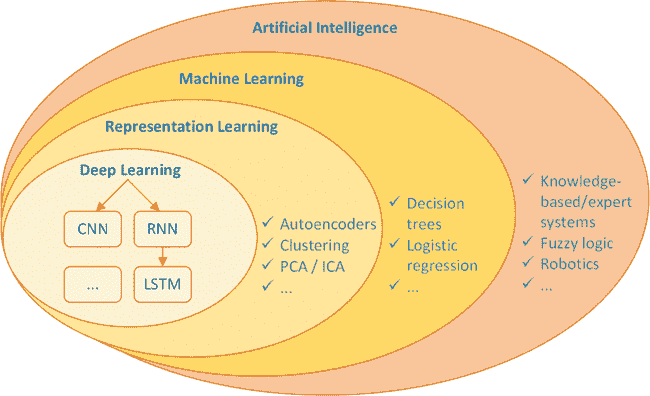 Artificial Intelligence
Machine Learning
Representation Learning
Deep Learning
CNN
RNN
...
LSTM
✓ Autoencoders
✓ Clustering
✓ PCA / ICA
✓ ...
✓ Decision
trees
✓ Logistic
regression
✓ ...
✓ Knowledge-
based/expert
systems
✓ Fuzzy logic
✓ Robotics
✓ ...